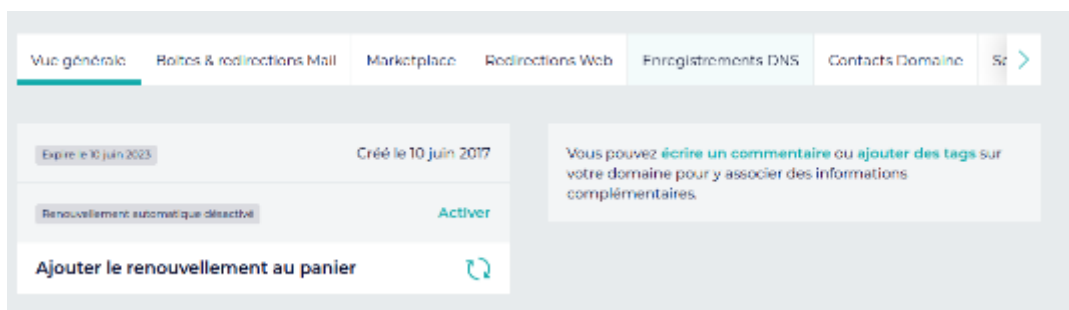 Vue générale Boîtes & redirections Mail Marketplace Redirections Web Enregistrements DNS Contacts Domaine
Expire le 10 juin 2023 Créé le 10 juin 2017
Renouvellement automatique désactivé Activer
Ajouter le renouvellement au panier
Vous pouvez écrire un commentaire ou ajouter des tags sur
votre domaine pour y associer des informations
complémentaires.